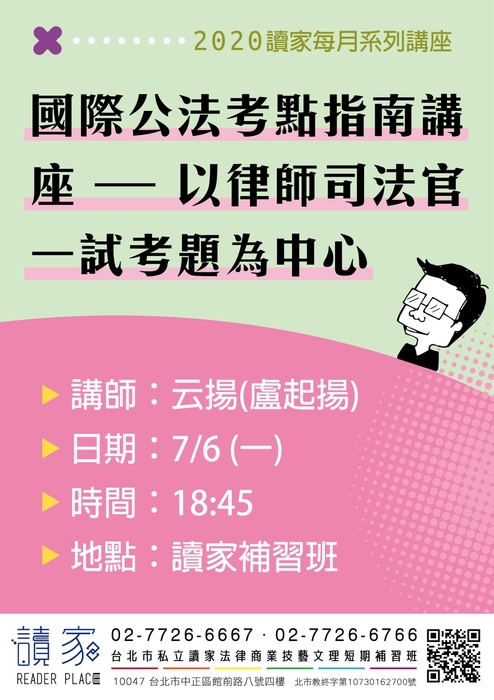 2020讀家每月系列講座
國際公法考點指南講
座 — 以律師司法官
一試考題為中心
講師：云揚(盧起揚)
日期：7/6 (一)
時間：18:45
地點：讀家補習班
讀家
READER PLACE
02-7726-6667 · 02-7726-6766
台北市私立讀家法律商業技藝文理短期補習班
10047 台北市中正區館前路八號四樓 北市教終字第10730162700號